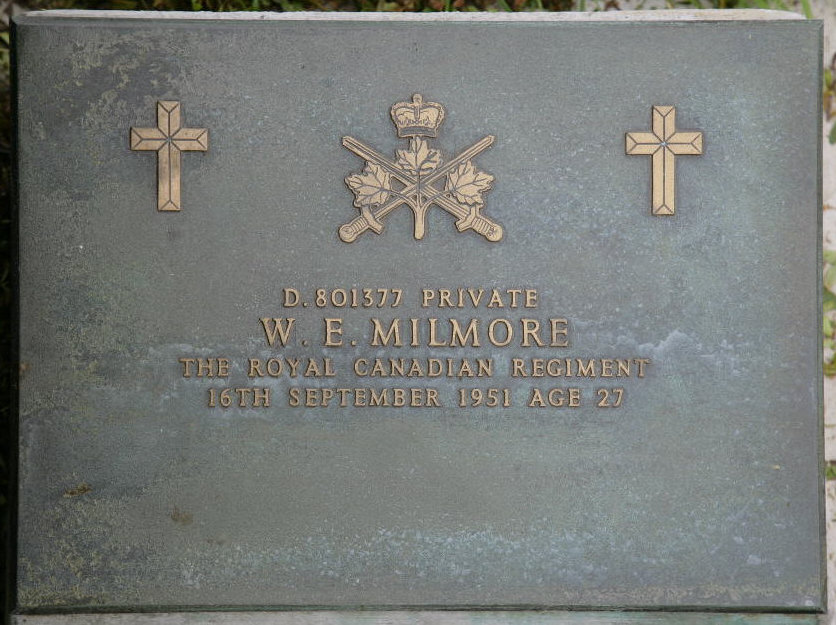 D. 801377 PRIVATE
W. E. MILMORE
THE ROYAL CANADIAN REGIMENT
16TH SEPTEMBER 1951 AGE 27